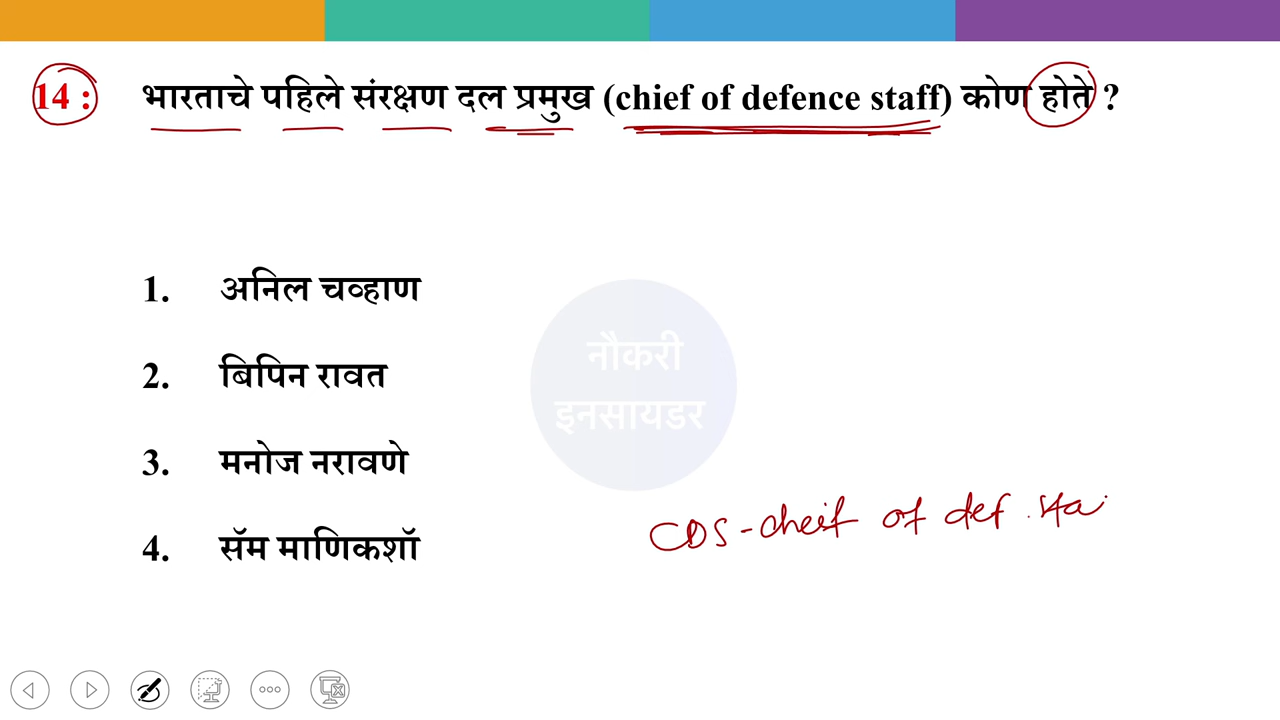 14 : भारताचे पहिले संरक्षण दल प्रमुख (chief of defence staff) कोण होते ?
1. अनिल चव्हाण
2. बिपिन रावत
3. मनोज नरावणे
4. सॅम माणिकशॉ
नौकरी
इनसायडर
CDS - cheif of def . sta